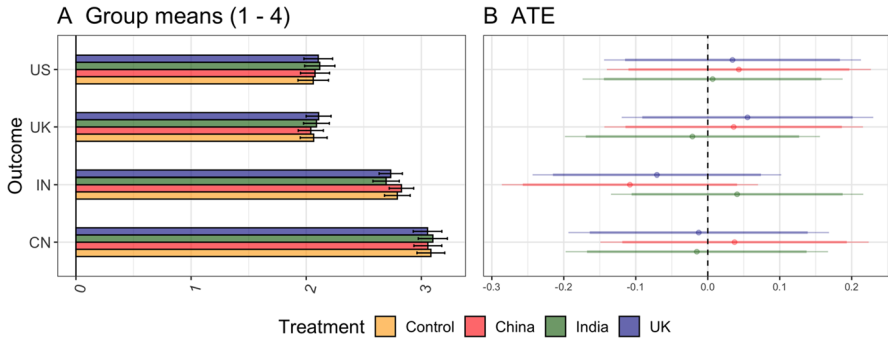 A Group means (1 - 4)
B ATE
Outcome
US
UK
IN
CN
0 1 2 3
-0.3 -0.2 -0.1 0.0 0.1 0.2
Treatment Control China India UK